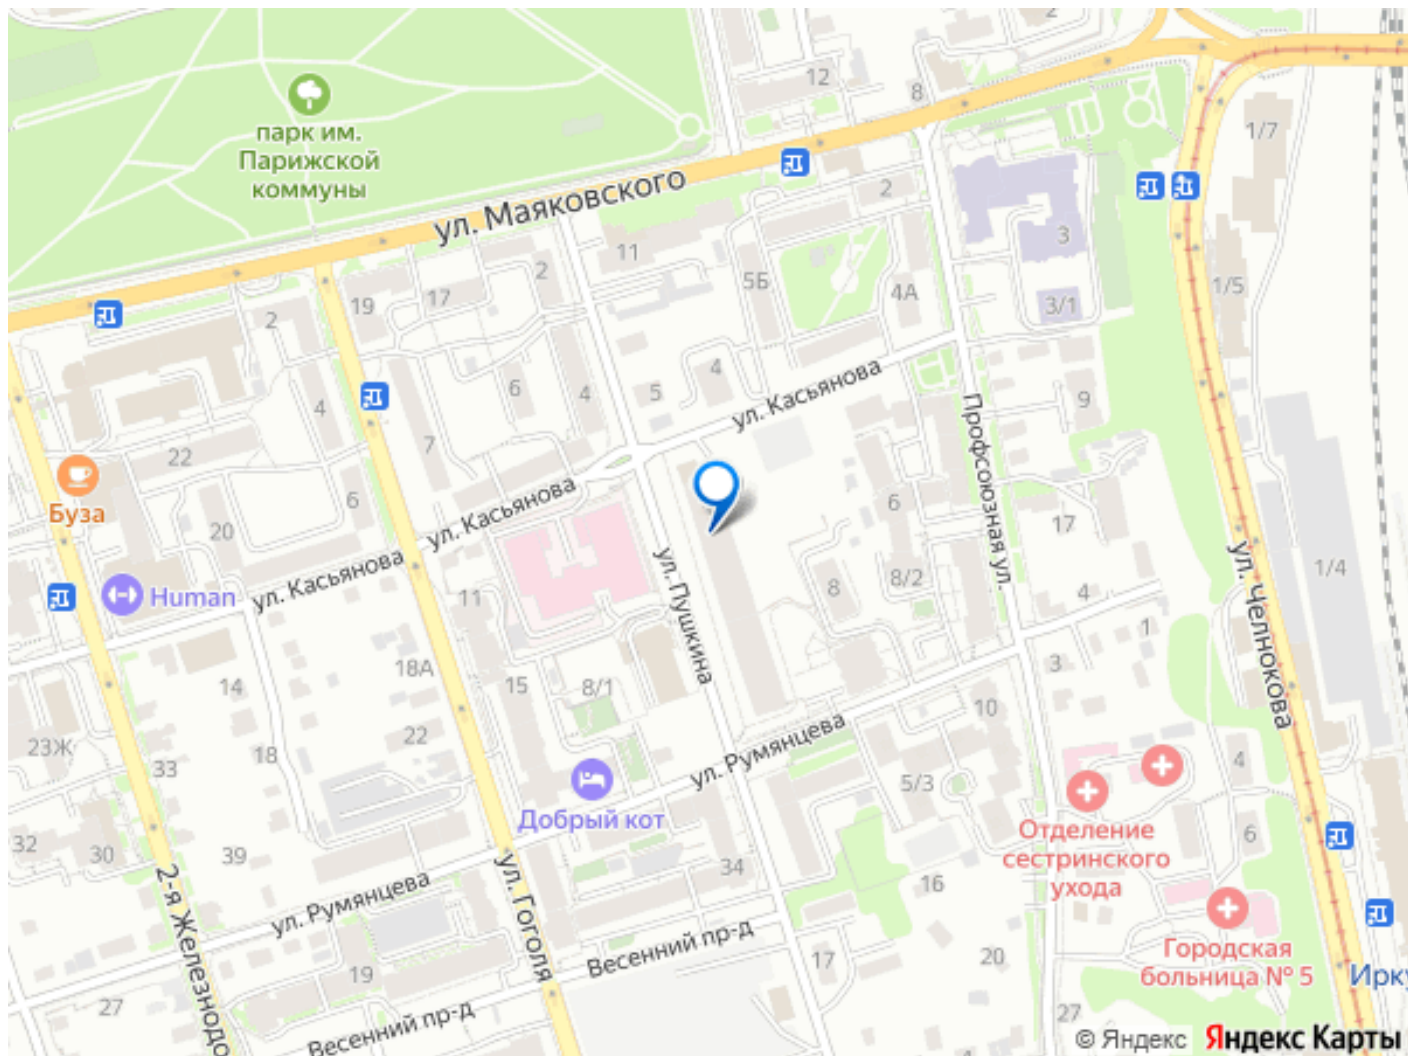 2
12
8
1/7
парк им.
Парижской
коммуны
ул. Маяковского
2
3
11
2
5Б
4А
1/5
3/1
19
17
2
4
6
4
5
4
ул. Касьянова
9
7
Профсоюзная ул.
22
Буза
6
ул. Касьянова
6
17
20
ул. Касьянова
Human
11
ул. Пушкина
8
8/2
4
1/4
ул. Челнокова
1
3
18А
15
8/1
14
10
22
ул. Румянцева
23Ж
18
33
5/3
4
Добрый кот
Отделение
сестринского
ухода
6
32
30
39
34
16
2-я Железнодо
ул. Румянцева
ул. Гоголя
Весенний пр-д
Городская
больница № 5
17
20
19
Ирку
27
27
Весенний пр-д
© Яндекс Яндекс Карты